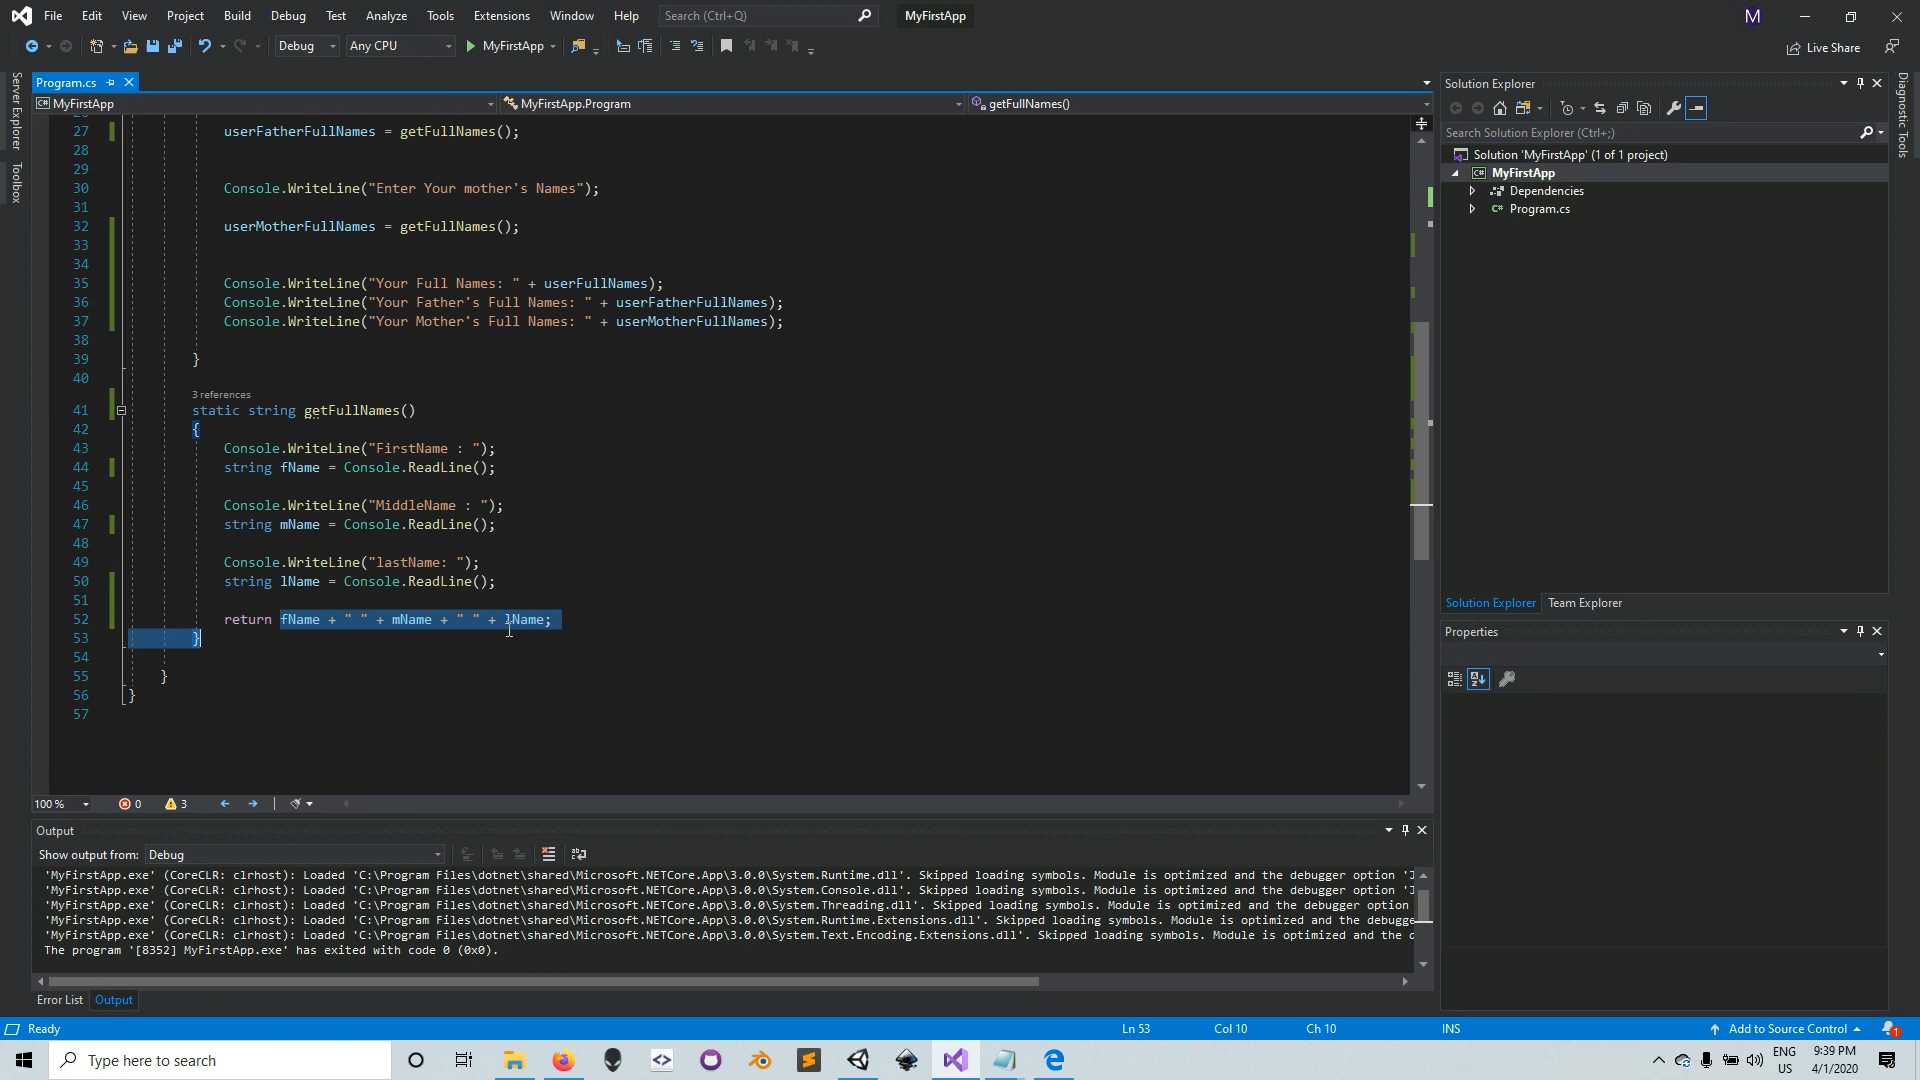 File Edit View Project Build Debug Test Analyze Tools Extensions Window Help Search (Ctrl+Q) MyFirstApp M
Debug Any CPU MyFirstApp Live Share
Program.cs
MyFirstApp MyFirstApp.Program getFullNames()
Server Explorer
Toolbox
27 userFatherFullNames = getFullNames();
28
29
30 Console.WriteLine("Enter Your mother's Names");
31
32 userMotherFullNames = getFullNames();
33
34
35 Console.WriteLine("Your Full Names: " + userFullNames);
36 Console.WriteLine("Your Father's Full Names: " + userFatherFullNames);
37 Console.WriteLine("Your Mother's Full Names: " + userMotherFullNames);
38
39 }
40
3 references
41 static string getFullNames()
42 {
43 Console.WriteLine("FirstName : ");
44 string fName = Console.ReadLine();
45
46 Console.WriteLine("MiddleName : ");
47 string mName = Console.ReadLine();
48
49 Console.WriteLine("lastName: ");
50 string lName = Console.ReadLine();
51
52 return fName + " " + mName + " " + lName;
53 }
54
55 }
56 }
57
100 % 0 3
Output
Show output from: Debug
'MyFirstApp.exe' (CoreCLR: clrhost): Loaded 'C:\Program Files\dotnet\shared\Microsoft.NETCore.App\3.0.0\System.Runtime.dll'. Skipped loading symbols. Module is optimized and the debugger option 'J
'MyFirstApp.exe' (CoreCLR: clrhost): Loaded 'C:\Program Files\dotnet\shared\Microsoft.NETCore.App\3.0.0\System.Console.dll'. Skipped loading symbols. Module is optimized and the debugger option 'J
'MyFirstApp.exe' (CoreCLR: clrhost): Loaded 'C:\Program Files\dotnet\shared\Microsoft.NETCore.App\3.0.0\System.Threading.dll'. Skipped loading symbols. Module is optimized and the debugger option
'MyFirstApp.exe' (CoreCLR: clrhost): Loaded 'C:\Program Files\dotnet\shared\Microsoft.NETCore.App\3.0.0\System.Runtime.Extensions.dll'. Skipped loading symbols. Module is optimized and the debugge
'MyFirstApp.exe' (CoreCLR: clrhost): Loaded 'C:\Program Files\dotnet\shared\Microsoft.NETCore.App\3.0.0\System.Text.Encoding.Extensions.dll'. Skipped loading symbols. Module is optimized and the d
The program '[8352] MyFirstApp.exe' has exited with code 0 (0x0).
Error List Output
Solution Explorer
Search Solution Explorer (Ctrl+;)
Solution 'MyFirstApp' (1 of 1 project)
C# MyFirstApp
Dependencies
C# Program.cs
Solution Explorer Team Explorer
Properties
Diagnostic Tools
Ready Ln 53 Col 10 Ch 10 INS Add to Source Control 1
Type here to search ENG US 9:39 PM 4/1/2020